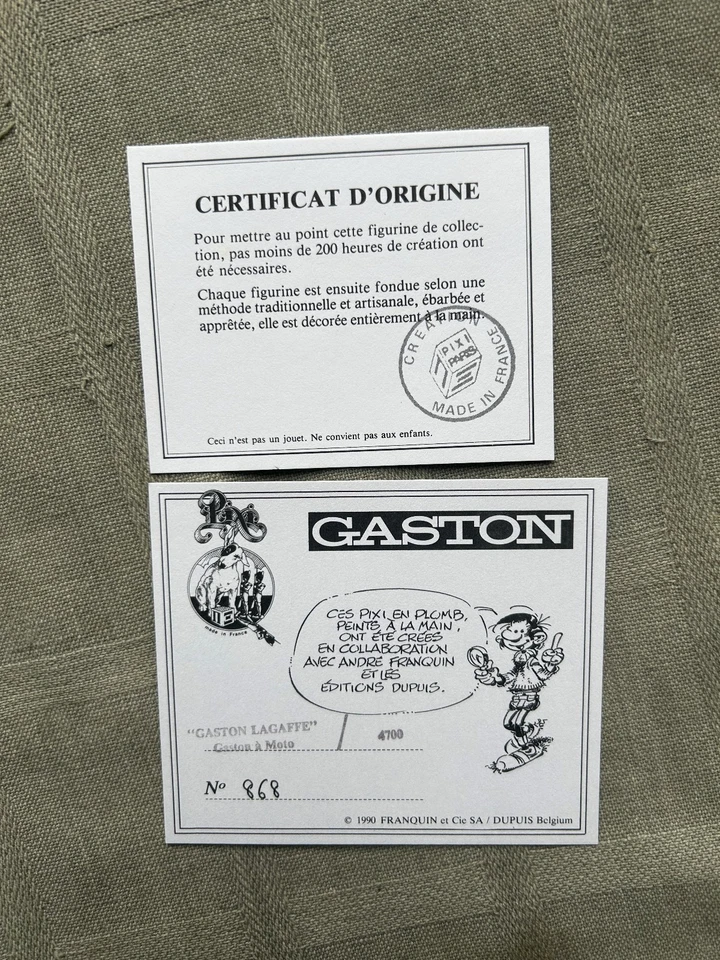 CERTIFICAT D'ORIGINE
Pour mettre au point cette figurine de collec-
tion, pas moins de 200 heures de création ont
été nécessaires.
Chaque figurine est ensuite fondue selon une
méthode traditionnelle et artisanale, ébarbée et
apprêtée, elle est décorée entièrement à la main.
CREATION
PIXI
PARIS
MADE IN FRANCE
Ceci n'est pas un jouet. Ne convient pas aux enfants.
Pixi
made in France
GASTON
CES PIXI EN PLOMB,
PEINTS À LA MAIN,
ONT ÉTÉ CRÉÉS
EN COLLABORATION
AVEC ANDRÉ FRANQUIN
ET LES
ÉDITIONS DUPUIS.
"GASTON LAGAFFE"
Gaston à Moto
4700
Nº 868
© 1990 FRANQUIN et Cie SA / DUPUIS Belgium